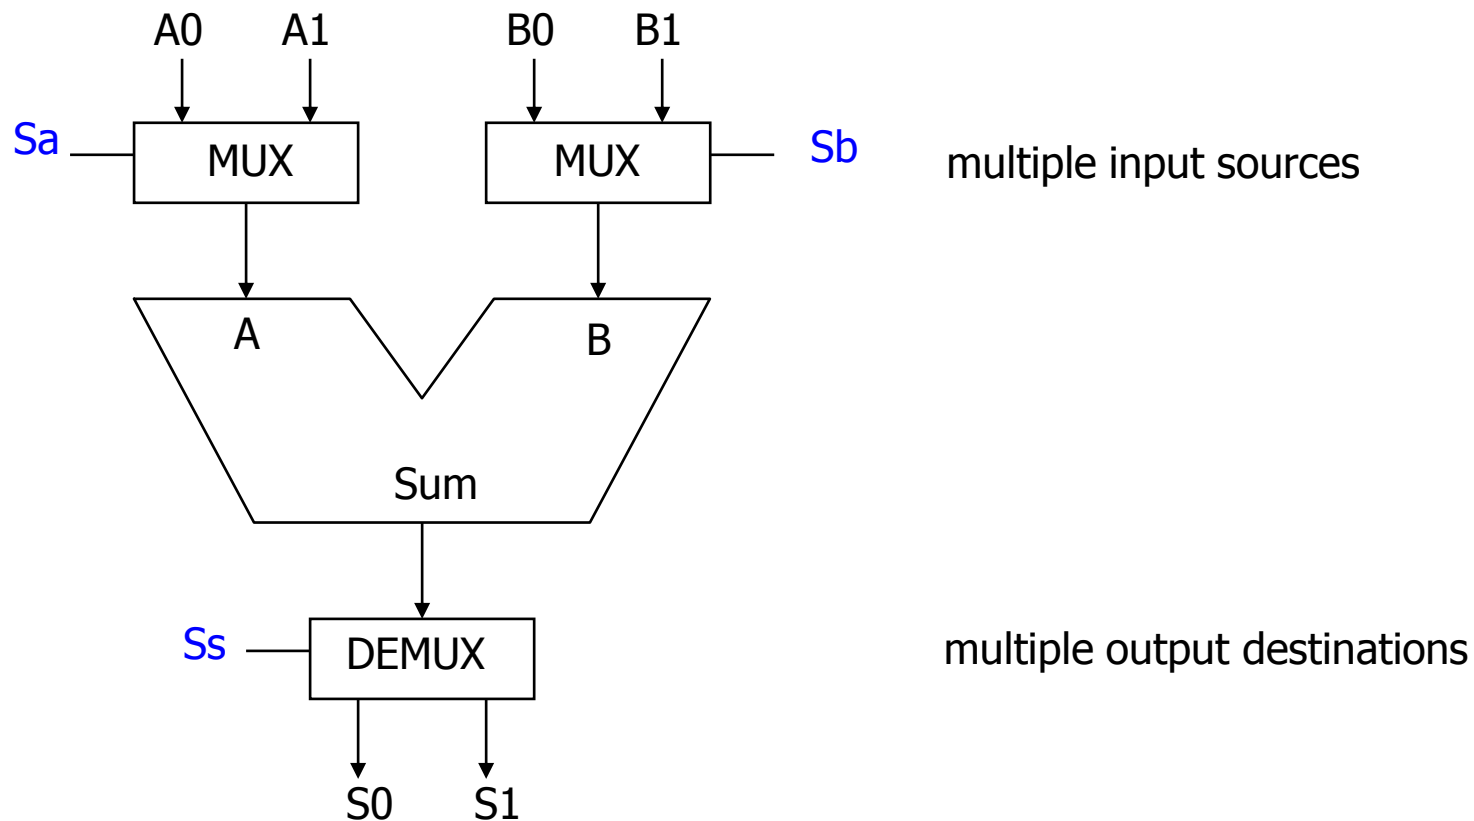 A0 A1 B0 B1
Sa MUX MUX Sb multiple input sources
A B
Sum
Ss DEMUX multiple output destinations
S0 S1